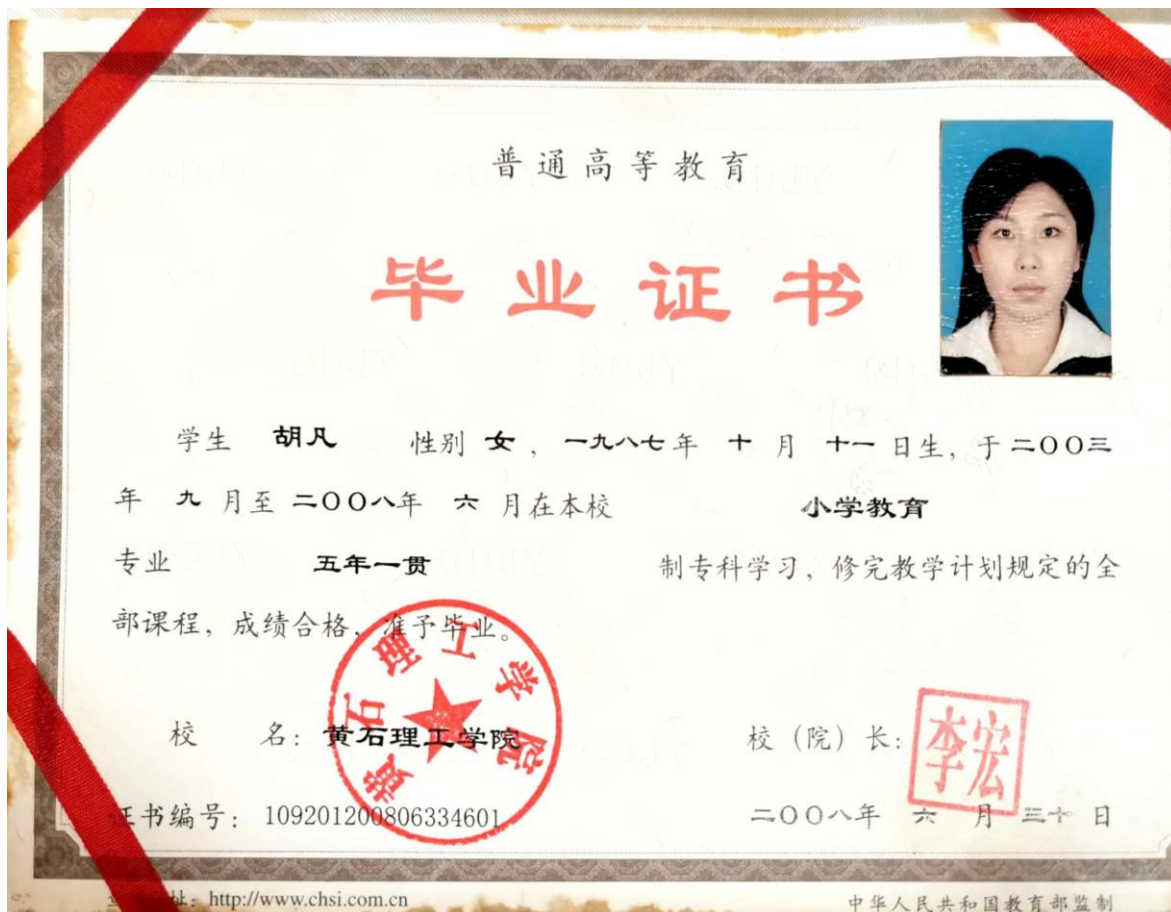 普通高等教育
毕业证书
学生 胡凡 性别 女，一九八七年 十 月 十一 日生，于二〇〇三
年 九 月至 二〇〇八年 六 月在本校 小学教育
专业 五年一贯 制专科学习，修完教学计划规定的全
部课程，成绩合格，准予毕业。
黄石理工学院
校 名：黄石理工学院 校（院）长：李宏
证书编号：109201200806334601 二〇〇八年 六 月 三十 日
址：http://www.chsi.com.cn 中华人民共和国教育部监制